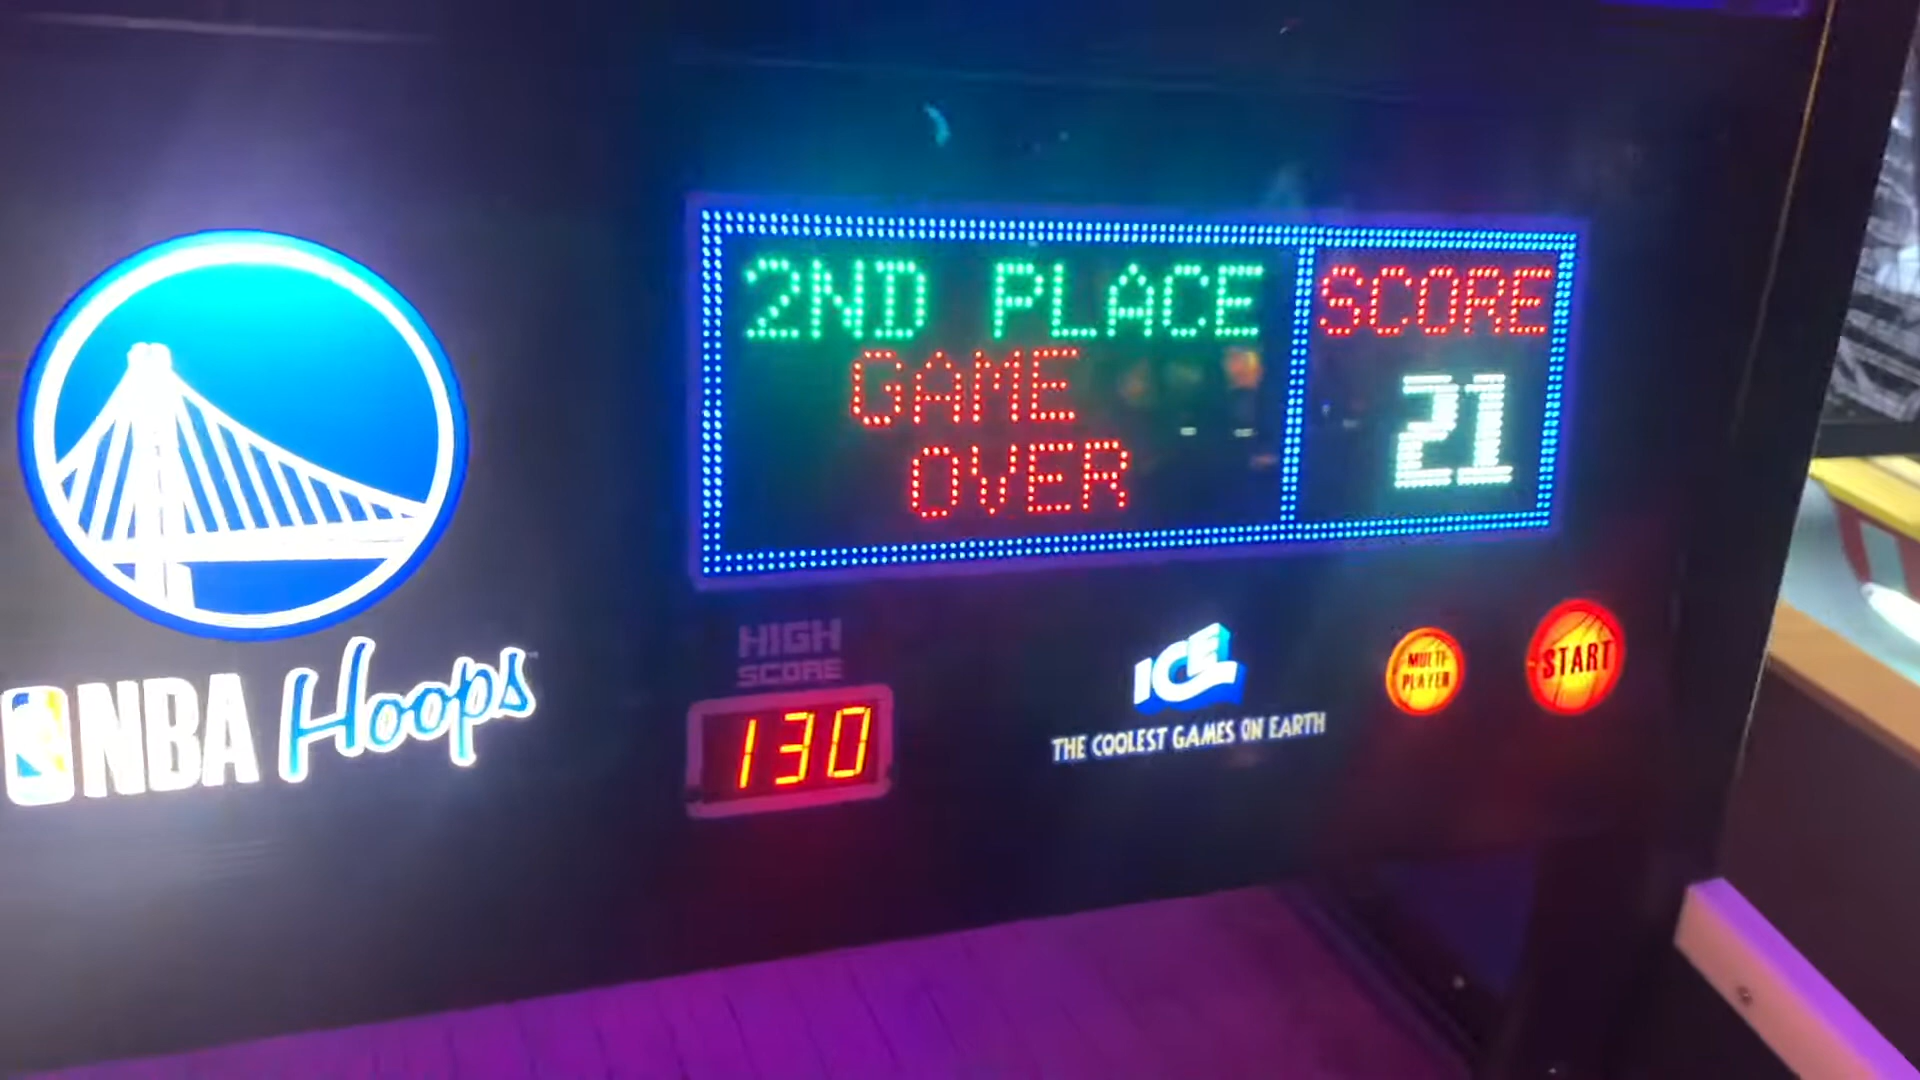 2ND PLACE
GAME
OVER
SCORE
21
NBA Hoops
HIGH
SCORE
130
ICE
THE COOLEST GAMES ON EARTH
MULTI-
PLAYER
START